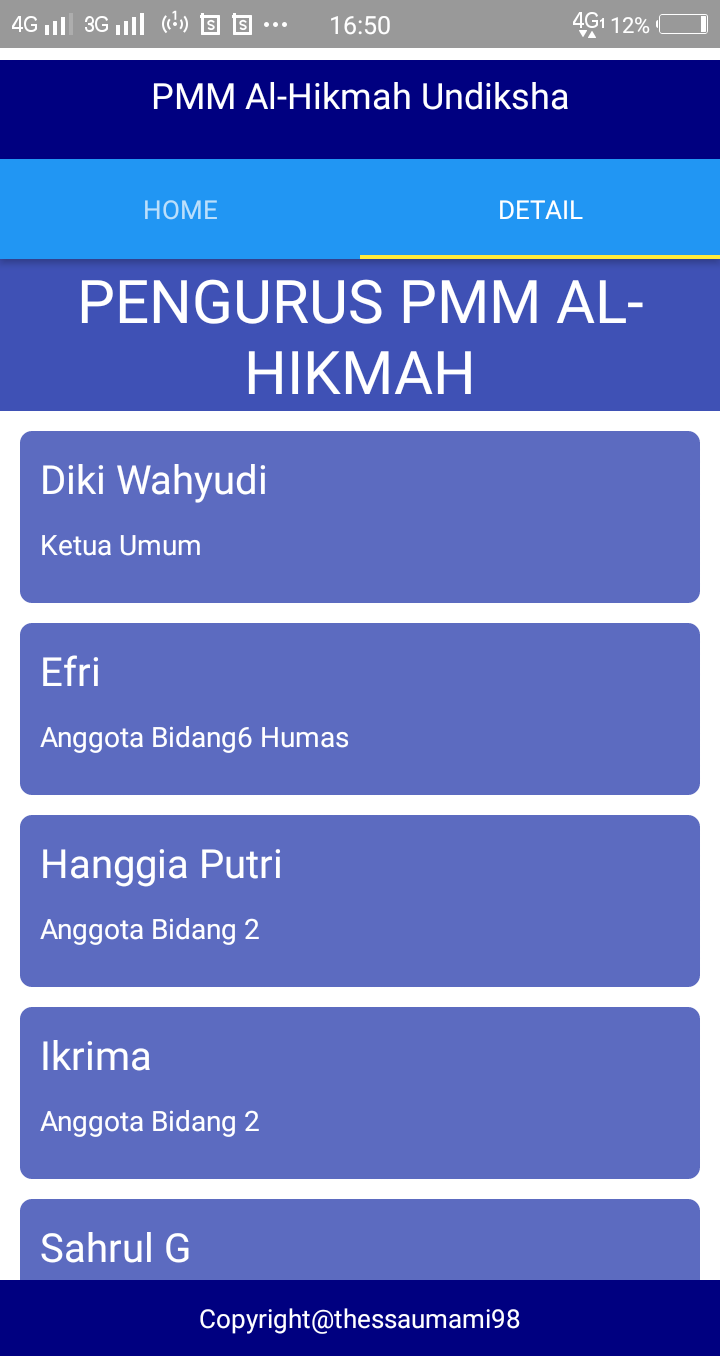 4G 3G 16:50 4G 12%
PMM Al-Hikmah Undiksha
HOME DETAIL
PENGURUS PMM AL-
HIKMAH
Diki Wahyudi
Ketua Umum
Efri
Anggota Bidang6 Humas
Hanggia Putri
Anggota Bidang 2
Ikrima
Anggota Bidang 2
Sahrul G
Copyright@thessaumami98